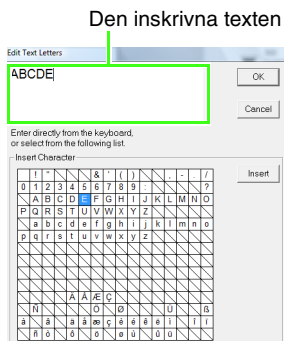 Den inskrivna texten
Edit Text Letters
ABCDE
OK
Cancel
Enter directly from the keyboard,
or select from the following list.
Insert Character
Insert
! " & ' ( ) , - . /
0 1 2 3 4 5 6 7 8 9 : ?
A B C D E F G H I J K L M N O
P Q R S T U V W X Y Z
a b c d e f g h i j k l m n o
p q r s t u v w x y z
Ä Å Æ Ç
Ñ Ö Ø Ü ß
à á ä å æ ç è é ê ë ì î ï
ñ ò ô ö ø ú û ü